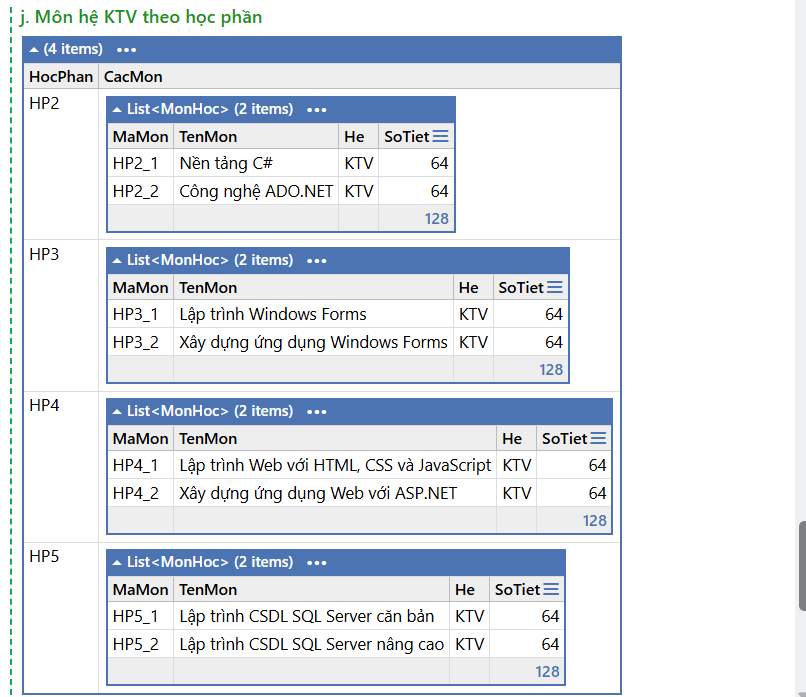 j. Môn hệ KTV theo học phần
(4 items) •••
HocPhan CacMon
HP2
List<MonHoc> (2 items) •••
MaMon TenMon He SoTiet
HP2_1 Nền tảng C# KTV 64
HP2_2 Công nghệ ADO.NET KTV 64
128
HP3
List<MonHoc> (2 items) •••
MaMon TenMon He SoTiet
HP3_1 Lập trình Windows Forms KTV 64
HP3_2 Xây dựng ứng dụng Windows Forms KTV 64
128
HP4
List<MonHoc> (2 items) •••
MaMon TenMon He SoTiet
HP4_1 Lập trình Web với HTML, CSS và JavaScript KTV 64
HP4_2 Xây dựng ứng dụng Web với ASP.NET KTV 64
128
HP5
List<MonHoc> (2 items) •••
MaMon TenMon He SoTiet
HP5_1 Lập trình CSDL SQL Server căn bản KTV 64
HP5_2 Lập trình CSDL SQL Server nâng cao KTV 64
128